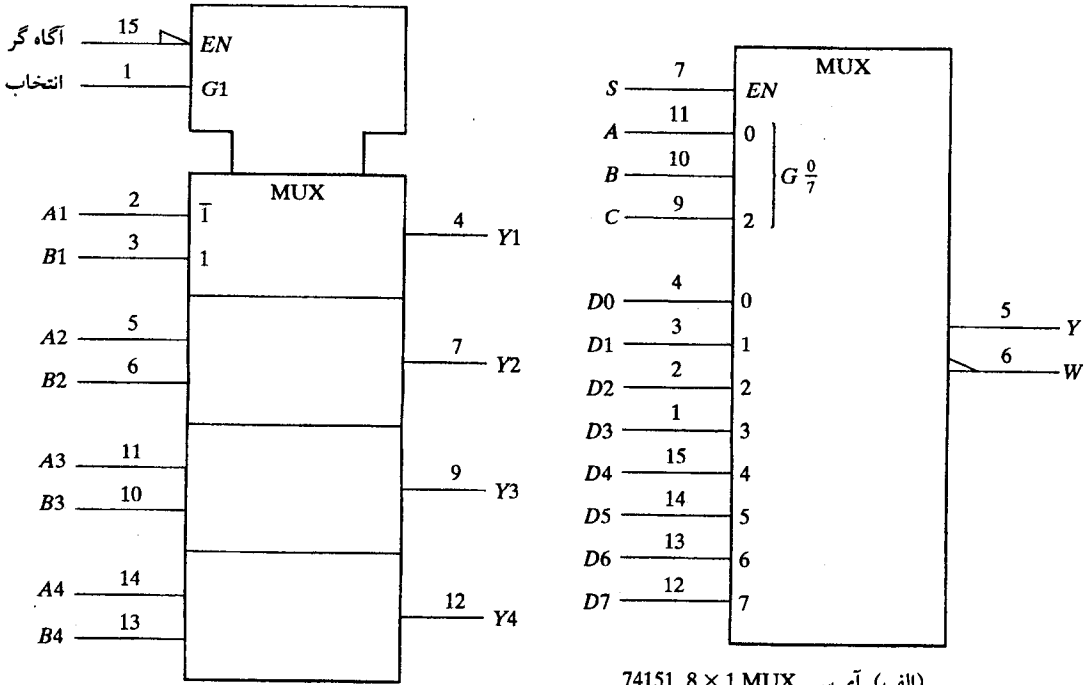 آگاه گر 15 EN
انتخاب 1 G1
MUX
A1 2 1̅
4 Y1
B1 3 1
A2 5
7 Y2
B2 6
A3 11
9 Y3
B3 10
A4 14
12 Y4
B4 13
MUX
S 7 EN
A 11 0
B 10 G 0/7
C 9 2
D0 4 0
5 Y
D1 3 1
6 W
D2 2 2
D3 1 3
D4 15 4
D5 14 5
D6 13 6
D7 12 7
74151 8 × 1 MUX